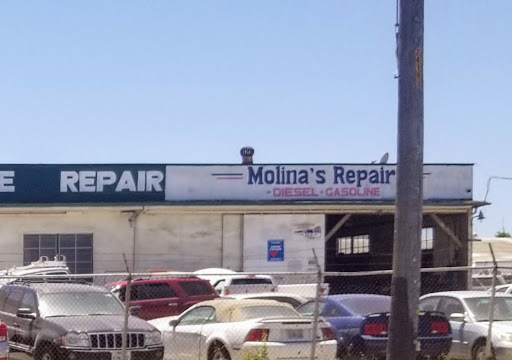 E REPAIR
Molina's Repair
- DIESEL - GASOLINE